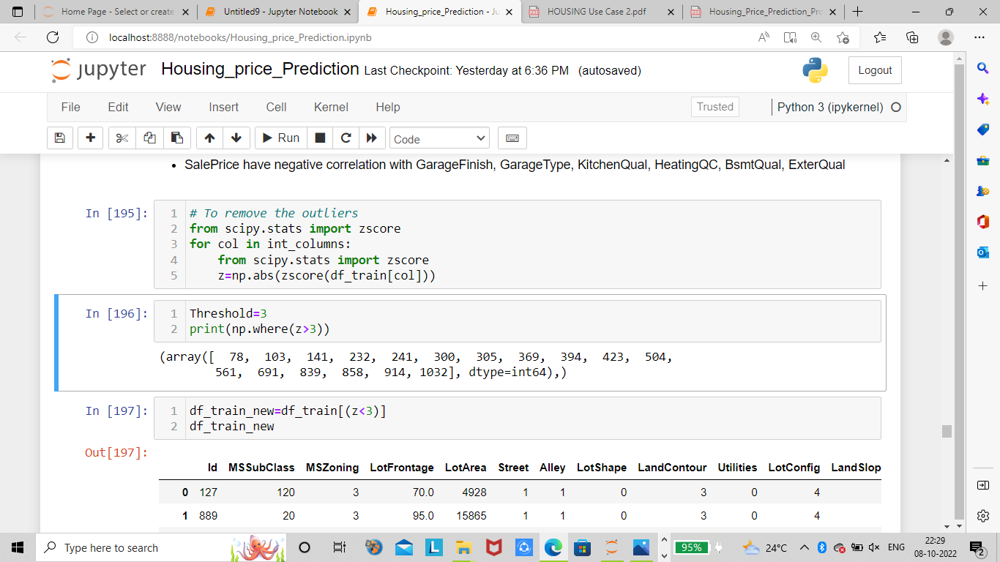 Home Page - Select or create
Untitled9 - Jupyter Notebook
Housing_price_Prediction - Ju
HOUSING Use Case 2.pdf
Housing_Price_Prediction_Pro
localhost:8888/notebooks/Housing_price_Prediction.ipynb
jupyter Housing_price_Prediction Last Checkpoint: Yesterday at 6:36 PM (autosaved)
Logout
File Edit View Insert Cell Kernel Help
Trusted
Python 3 (ipykernel)
Run
Code
• SalePrice have negative correlation with GarageFinish, GarageType, KitchenQual, HeatingQC, BsmtQual, ExterQual
In [195]:
1 # To remove the outliers
2 from scipy.stats import zscore
3 for col in int_columns:
4     from scipy.stats import zscore
5     z=np.abs(zscore(df_train[col]))
In [196]:
1 Threshold=3
2 print(np.where(z>3))
(array([  78,  103,  141,  232,  241,  300,  305,  369,  394,  423,  504,
        561,  691,  839,  858,  914, 1032], dtype=int64),)
In [197]:
1 df_train_new=df_train[(z<3)]
2 df_train_new
Out[197]:
Id MSSubClass MSZoning LotFrontage LotArea Street Alley LotShape LandContour Utilities LotConfig LandSlop
0 127 120 3 70.0 4928 1 1 0 3 0 4
1 889 20 3 95.0 15865 1 1 0 3 0 4
Type here to search
95%
24°C
ENG
22:29
08-10-2022
2